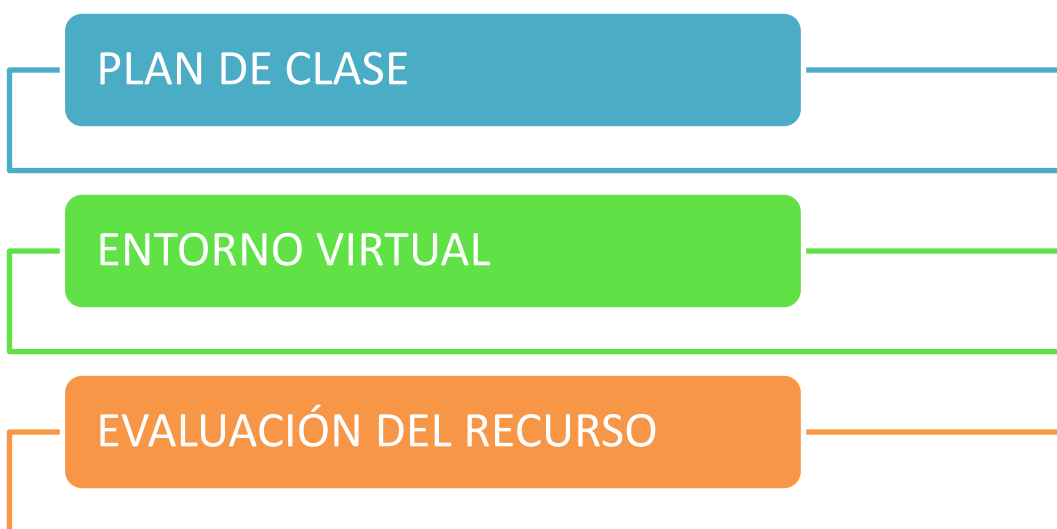 PLAN DE CLASE
ENTORNO VIRTUAL
EVALUACIÓN DEL RECURSO